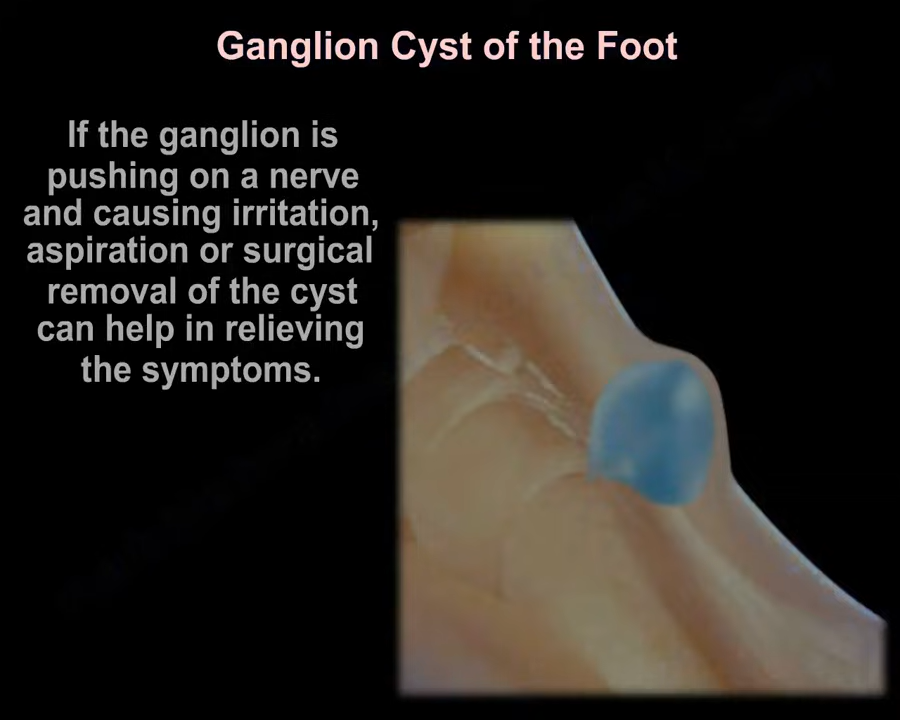 Ganglion Cyst of the Foot
If the ganglion is
pushing on a nerve
and causing irritation,
aspiration or surgical
removal of the cyst
can help in relieving
the symptoms.